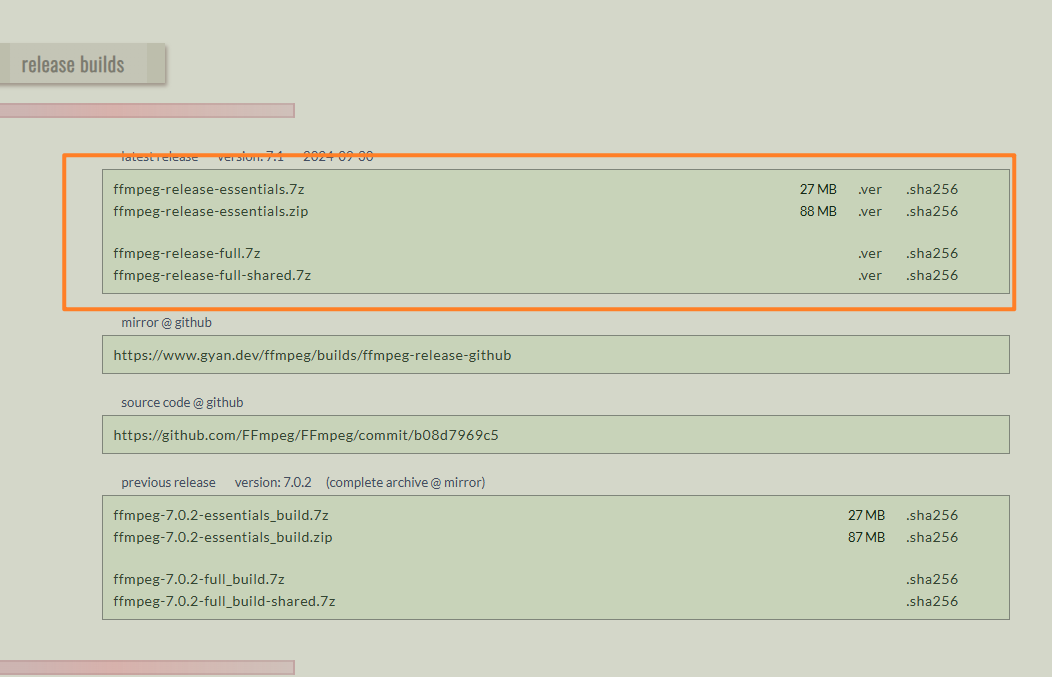 release builds
latest release version: 7.1 2024-09-30
ffmpeg-release-essentials.7z 27 MB .ver .sha256
ffmpeg-release-essentials.zip 88 MB .ver .sha256
ffmpeg-release-full.7z .ver .sha256
ffmpeg-release-full-shared.7z .ver .sha256
mirror @ github
https://www.gyan.dev/ffmpeg/builds/ffmpeg-release-github
source code @ github
https://github.com/FFmpeg/FFmpeg/commit/b08d7969c5
previous release version: 7.0.2 (complete archive @ mirror)
ffmpeg-7.0.2-essentials_build.7z 27 MB .sha256
ffmpeg-7.0.2-essentials_build.zip 87 MB .sha256
ffmpeg-7.0.2-full_build.7z .sha256
ffmpeg-7.0.2-full_build-shared.7z .sha256